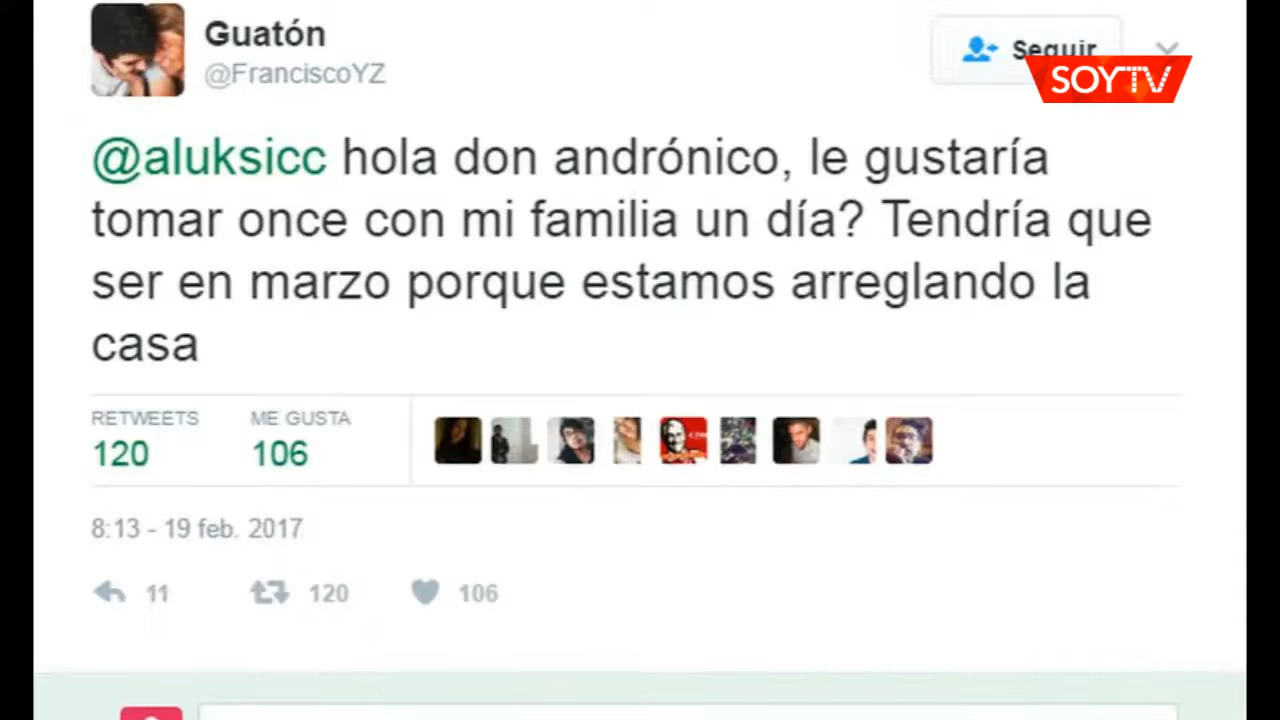 Guatón
@FranciscoYZ
Seguir
SOYTV
@aluksicc hola don andrónico, le gustaría
tomar once con mi familia un día? Tendría que
ser en marzo porque estamos arreglando la
casa
RETWEETS ME GUSTA
120 106
8:13 - 19 feb. 2017
11 120 106